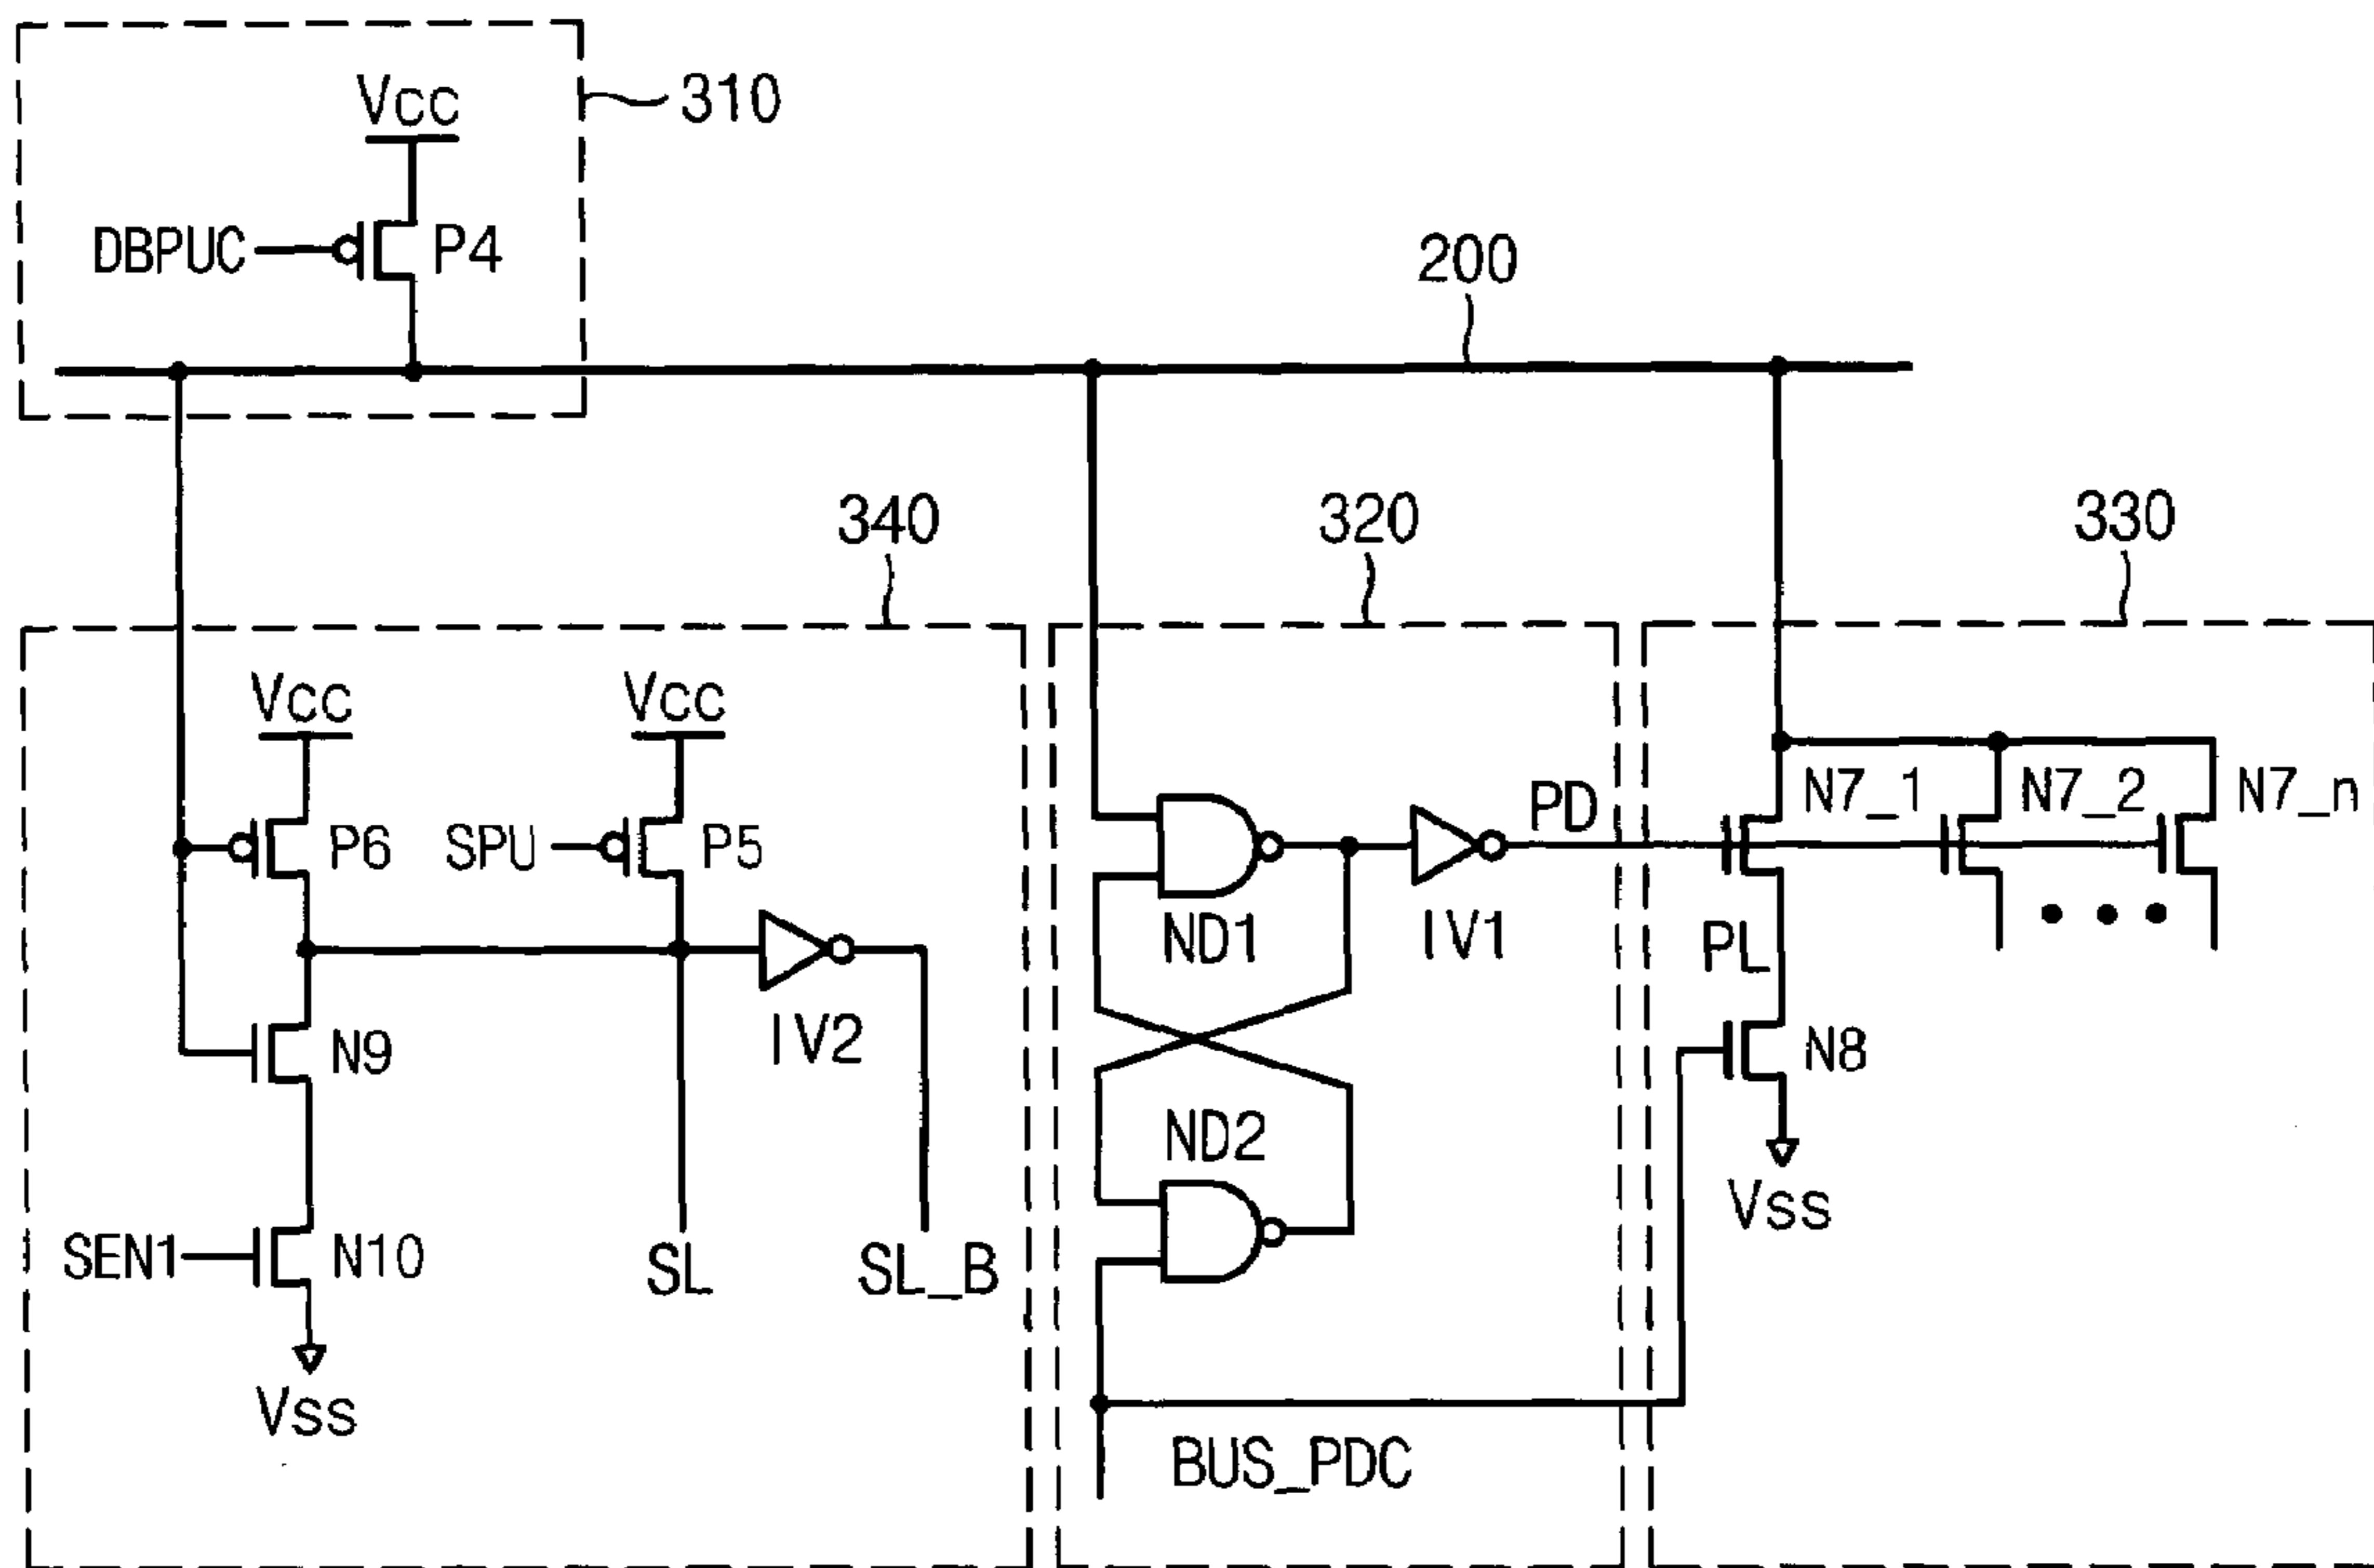 310
Vcc
DBPUC
P4
200
340
320
330
Vcc
Vcc
P6
SPU
P5
PD
N7_1
N7_2
N7_n
ND1
IV1
PL
IV2
N9
N8
ND2
Vss
SEN1
N10
SL
SL_B
Vss
BUS_PDC